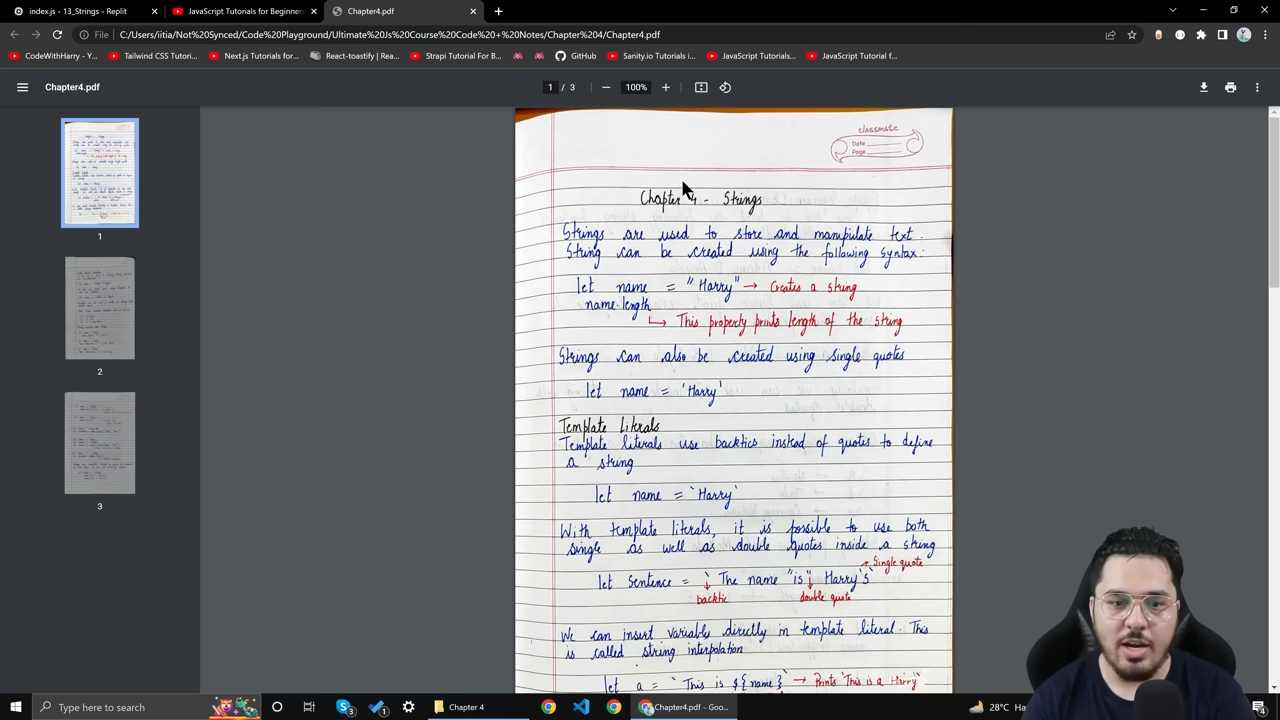 index.js - 13_Strings - Replit
JavaScript Tutorials for Beginner
Chapter4.pdf
File
C:/Users/iitia/Not%20Synced/Code%20Playground/Ultimate%20Js%20Course%20Code%20+%20Notes/Chapter%204/Chapter4.pdf
CodeWithHarry - Y...
Tailwind CSS Tutori...
Next.js Tutorials for...
React-toastify | Rea...
Strapi Tutorial For B...
GitHub
Sanity.io Tutorials i...
JavaScript Tutorials...
JavaScript Tutorial f...
Chapter4.pdf
1 / 3
100%
1
2
3
classmate
Date
Page
Chapter 4 - Strings
Strings are used to store and manipulate text.
String can be created using the following syntax:
let name = "Harry" → Creates a string
name.length
↳ This property prints length of the string
Strings can also be created using single quotes
let name = 'Harry'
Template Literals
Template literals use backtics instead of quotes to define
a string
let name = `Harry`
With template literals, it is possible to use both
single as well as double quotes inside a string
→ Single quote
let sentence = ` The name "is" Harry's`
backtic double quote
We can insert variables directly in template literal. This
is called string interpolation
let a = `This is ${name}` → Prints 'This is a Harry'
Type here to search
3
1
Chapter 4
Chapter4.pdf - Goo...
28°C Ha